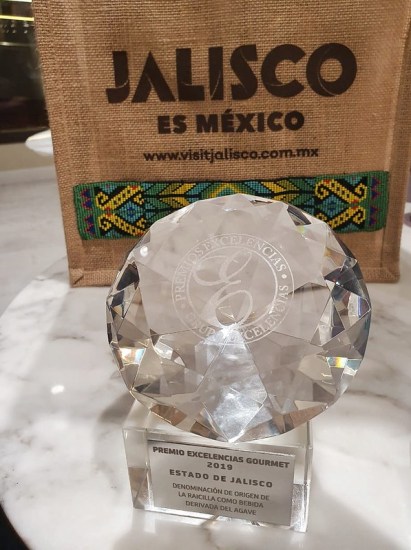 JALISCO
ES MÉXICO
www.visitjalisco.com.mx
PREMIOS EXCELENCIAS
E
EXCELENCIAS
PREMIO EXCELENCIAS GOURMET
2019
ESTADO DE JALISCO
DENOMINACIÓN DE ORIGEN DE
LA RAICILLA COMO BEBIDA
DERIVADA DEL AGAVE